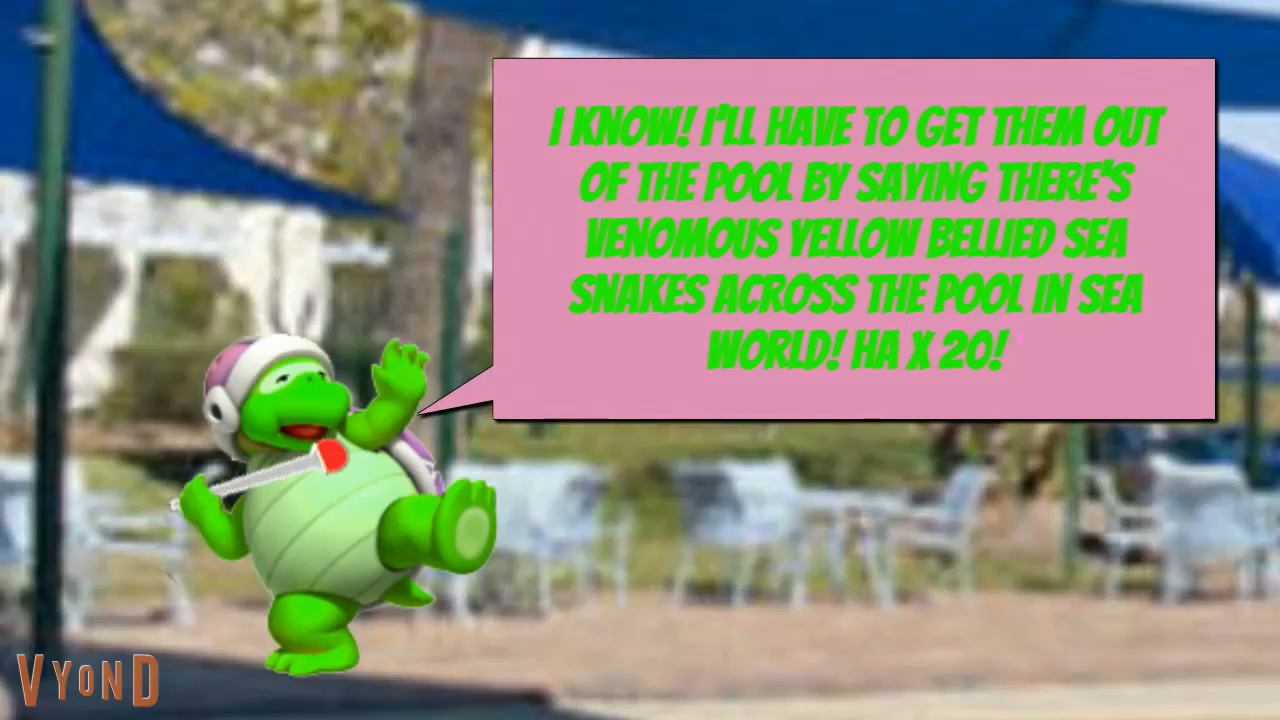 I KNOW! I'LL HAVE TO GET THEM OUT
OF THE POOL BY SAYING THERE'S
VENOMOUS YELLOW BELLIED SEA
SNAKES ACROSS THE POOL IN SEA
WORLD! HA X 20!
VYOND